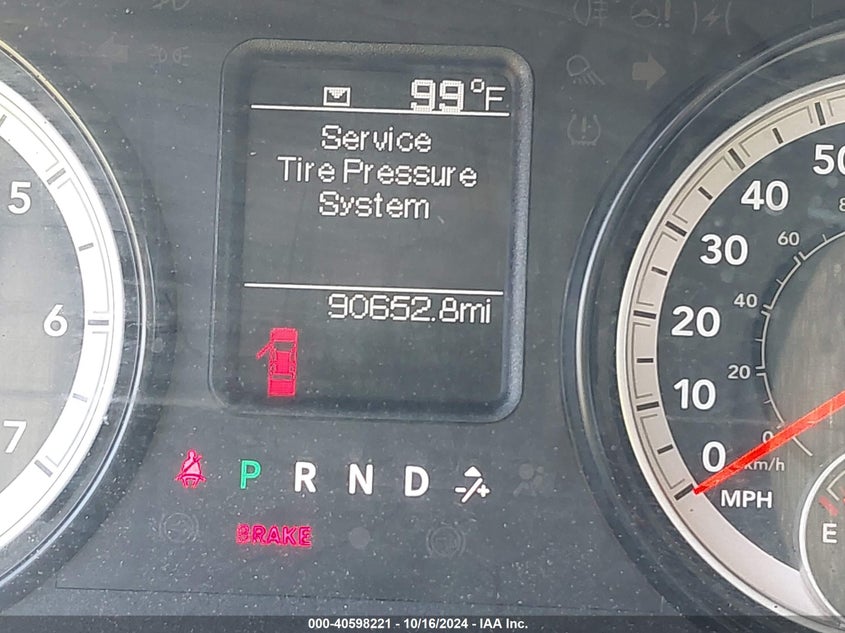 99°F
Service
Tire Pressure
System
90652.8mi
P R N D -/+
BRAKE
5
6
7
50
40
30
20
10
0
MPH
60
40
20
0
km/h
E
000-40598221 - 10/16/2024 - IAA Inc.